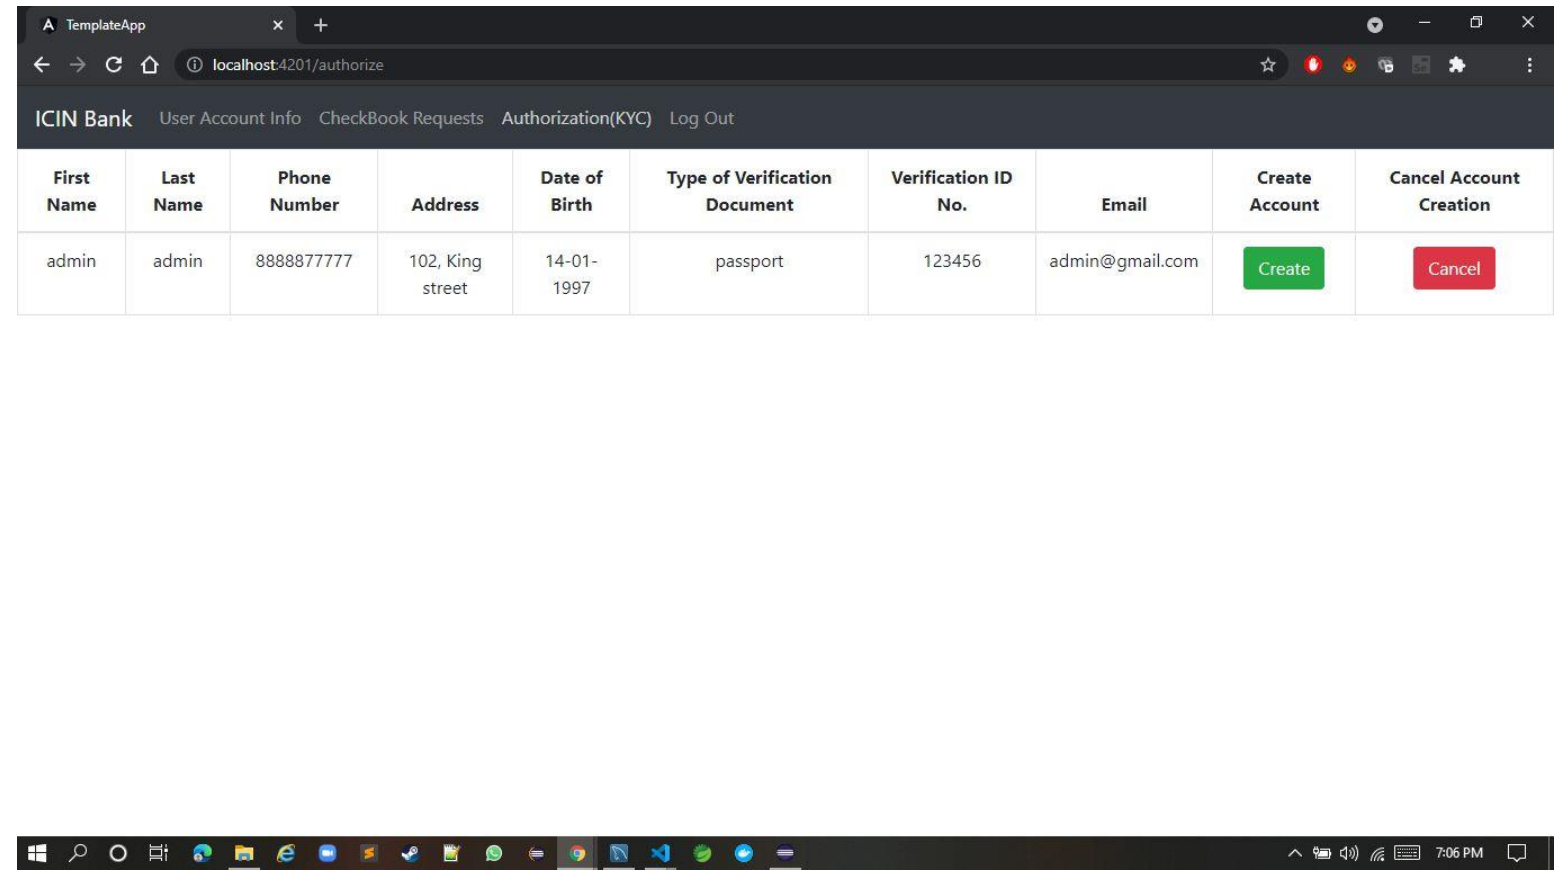 TemplateApp
localhost:4201/authorize
ICIN Bank User Account Info CheckBook Requests Authorization(KYC) Log Out
First Name
Last Name
Phone Number
Address
Date of Birth
Type of Verification Document
Verification ID No.
Email
Create Account
Cancel Account Creation
admin
admin
8888877777
102, King street
14-01-1997
passport
123456
admin@gmail.com
Create
Cancel
7:06 PM